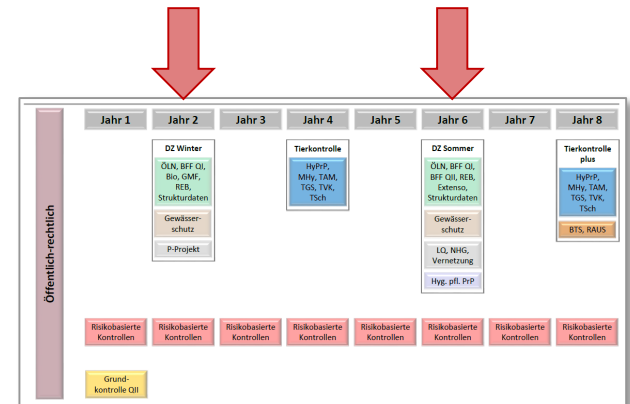 Öffentlich-rechtlich
Jahr 1
Jahr 2
Jahr 3
Jahr 4
Jahr 5
Jahr 6
Jahr 7
Jahr 8
DZ Winter
ÖLN, BFF QI,
Bio, GMF,
REB,
Strukturdaten
Gewässer-
schutz
P-Projekt
Tierkontrolle
HyPrP,
MHy, TAM,
TGS, TVK,
TSch
DZ Sommer
ÖLN, BFF QI,
BFF QII, REB,
Extenso,
Strukturdaten
Gewässer-
schutz
LQ, NHG,
Vernetzung
Hyg. pfl. PrP
Tierkontrolle
plus
HyPrP,
MHy, TAM,
TGS, TVK,
TSch
BTS, RAUS
Risikobasierte
Kontrollen
Risikobasierte
Kontrollen
Risikobasierte
Kontrollen
Risikobasierte
Kontrollen
Risikobasierte
Kontrollen
Risikobasierte
Kontrollen
Risikobasierte
Kontrollen
Risikobasierte
Kontrollen
Grund-
kontrolle QII